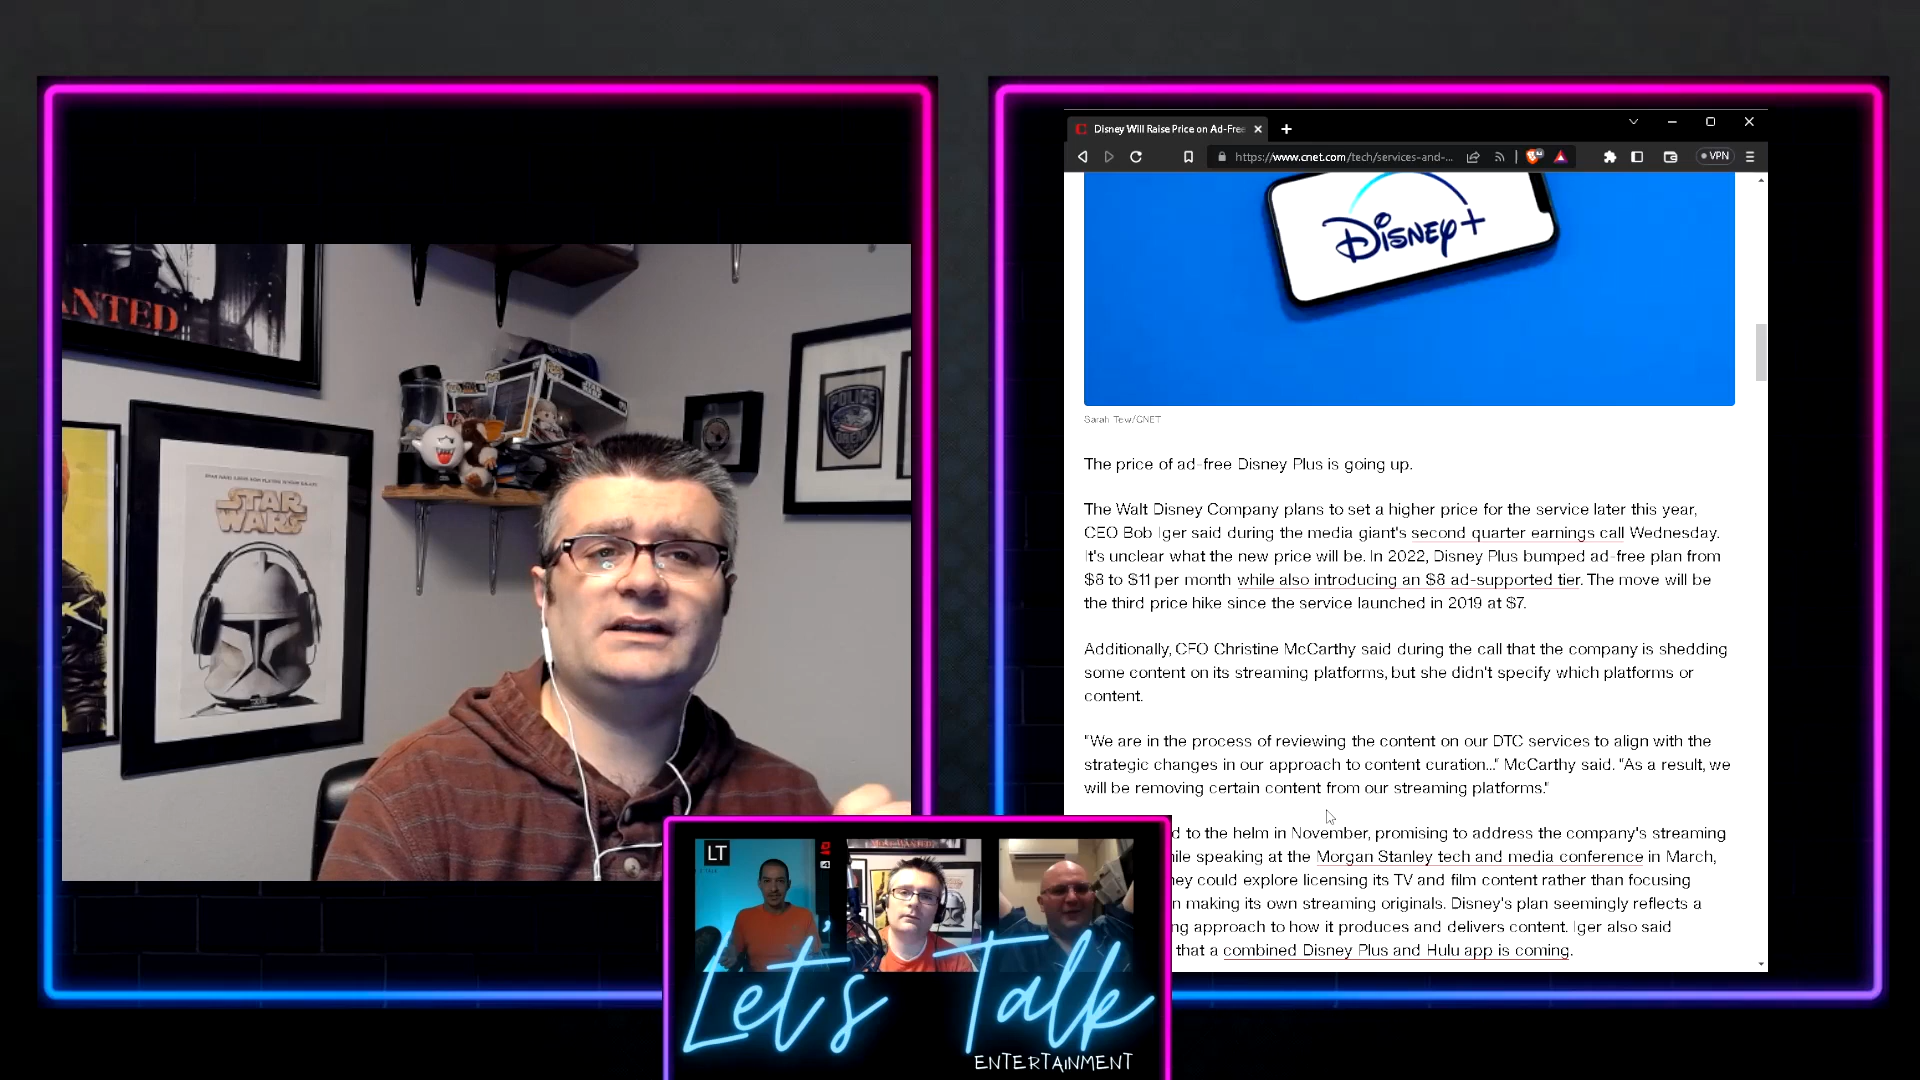 Disney Will Raise Price on Ad-Free
https://www.cnet.com/tech/services-and-...
VPN
DISNEY+
Sarah Tew/CNET
The price of ad-free Disney Plus is going up.
The Walt Disney Company plans to set a higher price for the service later this year,
CEO Bob Iger said during the media giant's second quarter earnings call Wednesday.
It's unclear what the new price will be. In 2022, Disney Plus bumped ad-free plan from
$8 to $11 per month while also introducing an $8 ad-supported tier. The move will be
the third price hike since the service launched in 2019 at $7.
Additionally, CFO Christine McCarthy said during the call that the company is shedding
some content on its streaming platforms, but she didn't specify which platforms or
content.
"We are in the process of reviewing the content on our DTC services to align with the
strategic changes in our approach to content curation..." McCarthy said. "As a result, we
will be removing certain content from our streaming platforms."
d to the helm in November, promising to address the company's streaming
ile speaking at the Morgan Stanley tech and media conference in March,
ey could explore licensing its TV and film content rather than focusing
n making its own streaming originals. Disney's plan seemingly reflects a
ng approach to how it produces and delivers content. Iger also said
that a combined Disney Plus and Hulu app is coming.
ANTED
STAR
WARS
POLICE
OREM
LT
Let's Talk
ENTERTAINMENT